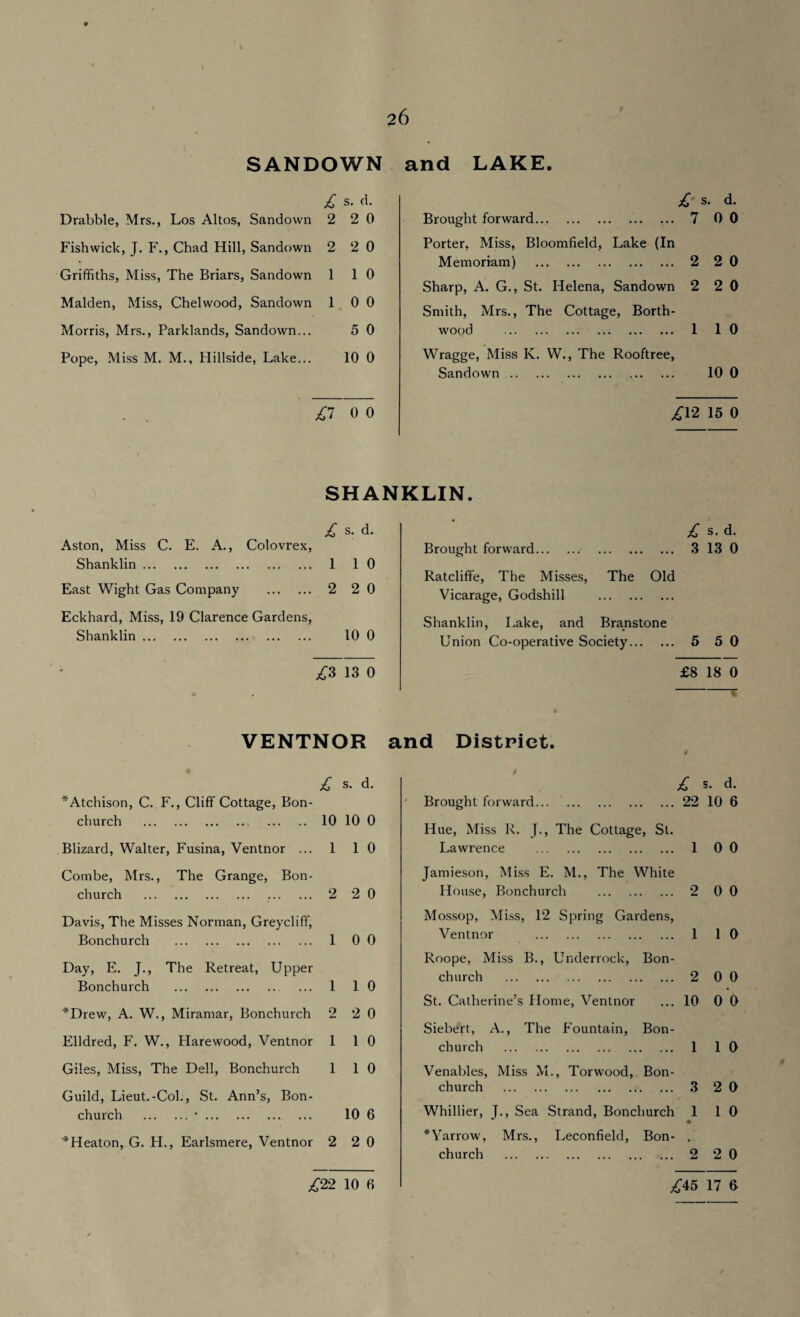 26
SANDOWN and LAKE.
£ s. d.
Drabble, Mrs., Los Altos, Sandown 2 2 0
Fishwick, J. F., Chad Hill, Sandown 2 2 0
Griffiths, Miss, The Briars, Sandown 1 1 0
Malden, Miss, Chelwood, Sandown 1 0 0
Morris, Mrs., Parklands, Sandown... 5 0
Pope, Miss M. M., Hillside, Lake... 10 0
£7 0 0
£ s. d.
Brought forward... ... ... ... ... 7 0 0
Porter, Miss, Bloomfield, Lake (In
Memoriam) ... ... ... ... ... 2 2 0
Sharp, A. G., St. Helena, Sandown 2 2 0
Smith, Mrs., The Cottage, Borth-
wood ... ... ... ... ... ... 1 1 0
Wragge, Miss K. W., The Rooftree,
Sandown .. ... ... ... ... ... 10 0
£12 15 0
SHANKLIN.
£ s. d.
Aston, Miss C. E. A., Colovrex,
Shanklin ... ... ... ... ... ... 1 1 0
East Wight Gas Company ... ... 2 2 0
Eckhard, Miss, 19 Clarence Gardens,
Shanklin ... ... ... ... ... ... 10 0
£3 13 0
£ s. d.
Brought forward... ... ... ... ... 3 13 0
Ratcliffe, The Misses, The Old
Vicarage, Godshill ... ... ...
Shanklin, Lake, and Branstone
Union Co-operative Society... ... 5 5 0
£8 18 0
VENTNOR and District.
£ s. d.
*Atchison, C. F., Cliff Cottage, Bon-
church ... ... ... .. ... .. 10 10 0
Blizard, Walter, Fusina, Ventnor ... 1 1 0
Combe, Mrs., The Grange, Bon-
church ... ... ... ... ... ... 2 2 0
Davis, The Misses Norman, Greycliff,
Bonchurch ... ... ... ... ... 1 0 0
Day, E. J., The Retreat, Upper
Bonchurch ... ... ... .. ... 1 1 0
*Drew, A. W., Miramar, Bonchurch 2 2 0
Elldred, F. W., Harewood, Ventnor 1 1 0
Giles, Miss, The Dell, Bonchurch 1 1 0
Guild, Lieut.-Col., St. Ann's, Bon-
church ... ... ... ... ... ... 10 6
*Heaton, G. H., Earlsmere, Ventnor 2 2 0
£22 10 6
£ s. d.
Brought forward... ... ... ... ... 22 10 6
Hue, Miss R. J., The Cottage, St.
Lawrence ... ... ... ... ... 1 0 0
Jamieson, Miss E. M., The White
House, Bonchurch ... ... ... 2 0 0
Mossop, Miss, 12 Spring Gardens,
Ventnor ... ... ... ... ... 1 1 0
Roope, Miss B., Underrock, Bon-
church ... ... ... ... ... ... 2 0 0
St. Catherine's Home, Ventnor ... 10 0 0
Siebert, A., The Fountain, Bon-
church ... ... ... ... ... ... 1 1 0
Venables, Miss M., Torwood, Bon-
church ... ... ... ... ... ... 3 2 0
Whillier, J., Sea Strand, Bonchurch 1 1 0
*Yarrow, Mrs., Leconfield, Bon-
church ... ... ... ... ... ... 2 2 0
£45 17 6